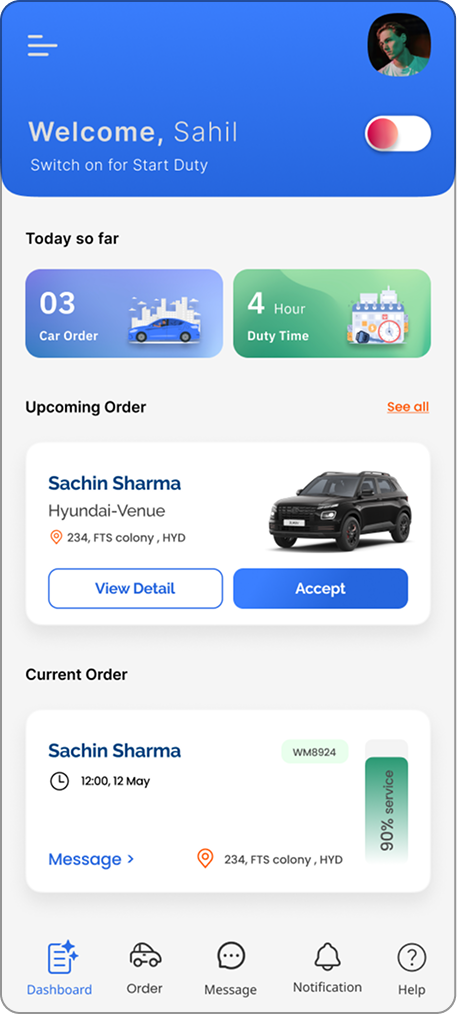 Welcome, Sahil
Switch on for Start Duty
Today so far
03
Car Order
4 Hour
Duty Time
Upcoming Order
See all
Sachin Sharma
Hyundai-Venue
234, FTS colony , HYD
View Detail
Accept
Current Order
Sachin Sharma
WM8924
12:00, 12 May
90% service
Message >
234, FTS colony , HYD
Dashboard
Order
Message
Notification
Help